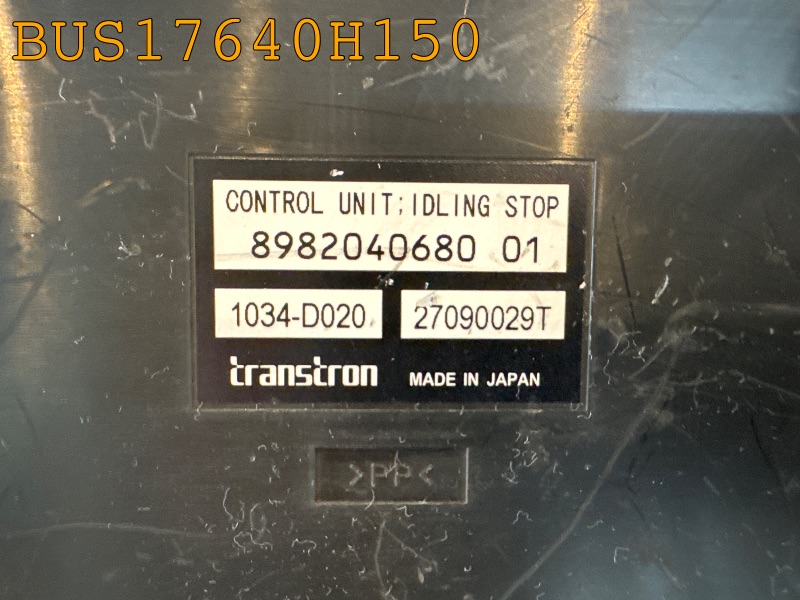 BUS17640H150
CONTROL UNIT;IDLING STOP
8982040680 01
1034-D020 27090029T
transtron MADE IN JAPAN
>PP<